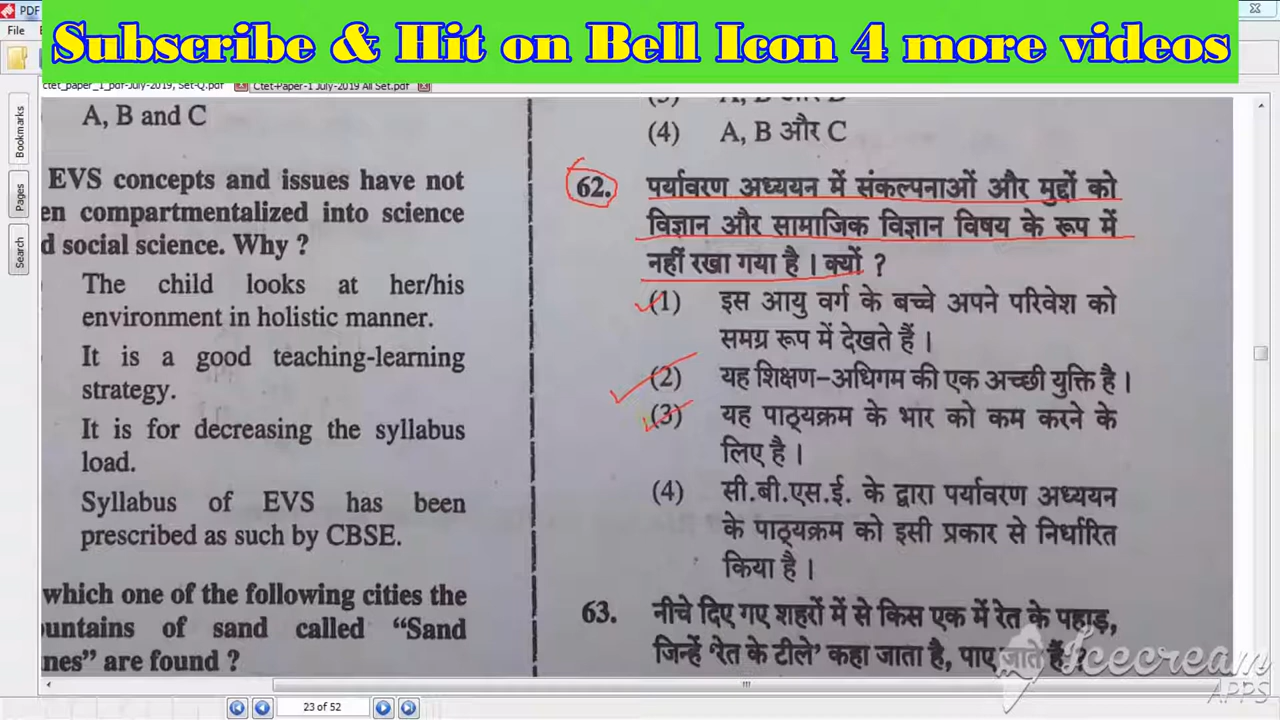 PDF
Subscribe & Hit on Bell Icon 4 more videos
File
ctet_paper_1_pdf-July-2019, Set-Q.pdf
Ctet-Paper-1 July-2019 All Set.pdf
Bookmarks
Pages
Search
A, B and C
EVS concepts and issues have not
en compartmentalized into science
d social science. Why ?
The child looks at her/his
environment in holistic manner.
It is a good teaching-learning
strategy.
It is for decreasing the syllabus
load.
Syllabus of EVS has been
prescribed as such by CBSE.
which one of the following cities the
untains of sand called “Sand
nes” are found ?
(4) A, B और C
62. पर्यावरण अध्ययन में संकल्पनाओं और मुद्दों को
विज्ञान और सामाजिक विज्ञान विषय के रूप में
नहीं रखा गया है । क्यों ?
(1) इस आयु वर्ग के बच्चे अपने परिवेश को
समग्र रूप में देखते हैं ।
(2) यह शिक्षण-अधिगम की एक अच्छी युक्ति है ।
(3) यह पाठ्यक्रम के भार को कम करने के
लिए है ।
(4) सी.बी.एस.ई. के द्वारा पर्यावरण अध्ययन
के पाठ्यक्रम को इसी प्रकार से निर्धारित
किया है ।
63. नीचे दिए गए शहरों में से किस एक में रेत के पहाड़,
जिन्हें ‘रेत के टीले’ कहा जाता है, पाए जाते हैं ?
Icecream
APPS
23 of 52